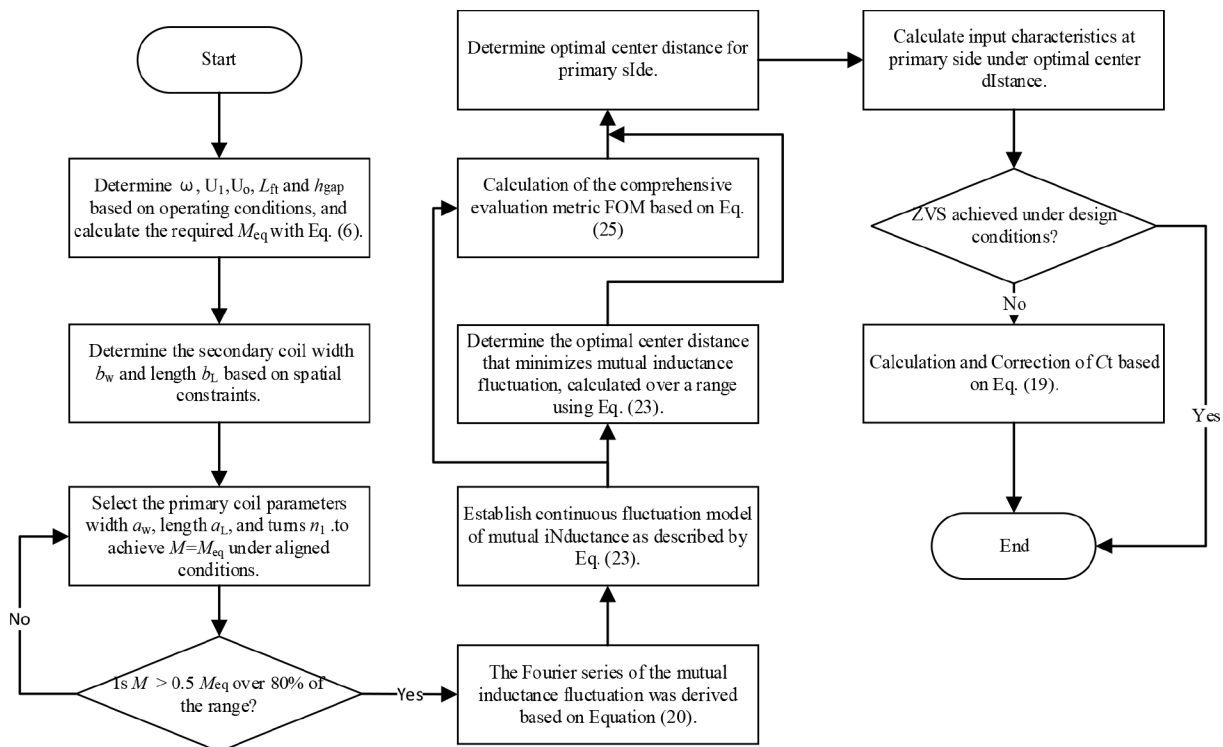 Start
Determine ω, U1,Uo, Lft and hgap
based on operating conditions, and
calculate the required Meq with Eq. (6).
Determine the secondary coil width
bw and length bL based on spatial
constraints.
Select the primary coil parameters
width aw, length aL, and turns n1 .to
achieve M=Meq under aligned
conditions.
No
Is M > 0.5 Meq over 80% of
the range?
Yes
The Fourier series of the mutual
inductance fluctuation was derived
based on Equation (20).
Establish continuous fluctuation model
of mutual iNductance as described by
Eq. (23).
Determine the optimal center distance
that minimizes mutual inductance
fluctuation, calculated over a range
using Eq. (23).
Calculation of the comprehensive
evaluation metric FOM based on Eq.
(25)
Determine optimal center distance for
primary sIde.
Calculate input characteristics at
primary side under optimal center
dIstance.
ZVS achieved under design
conditions?
No
Calculation and Correction of Ct based
on Eq. (19).
Yes
End